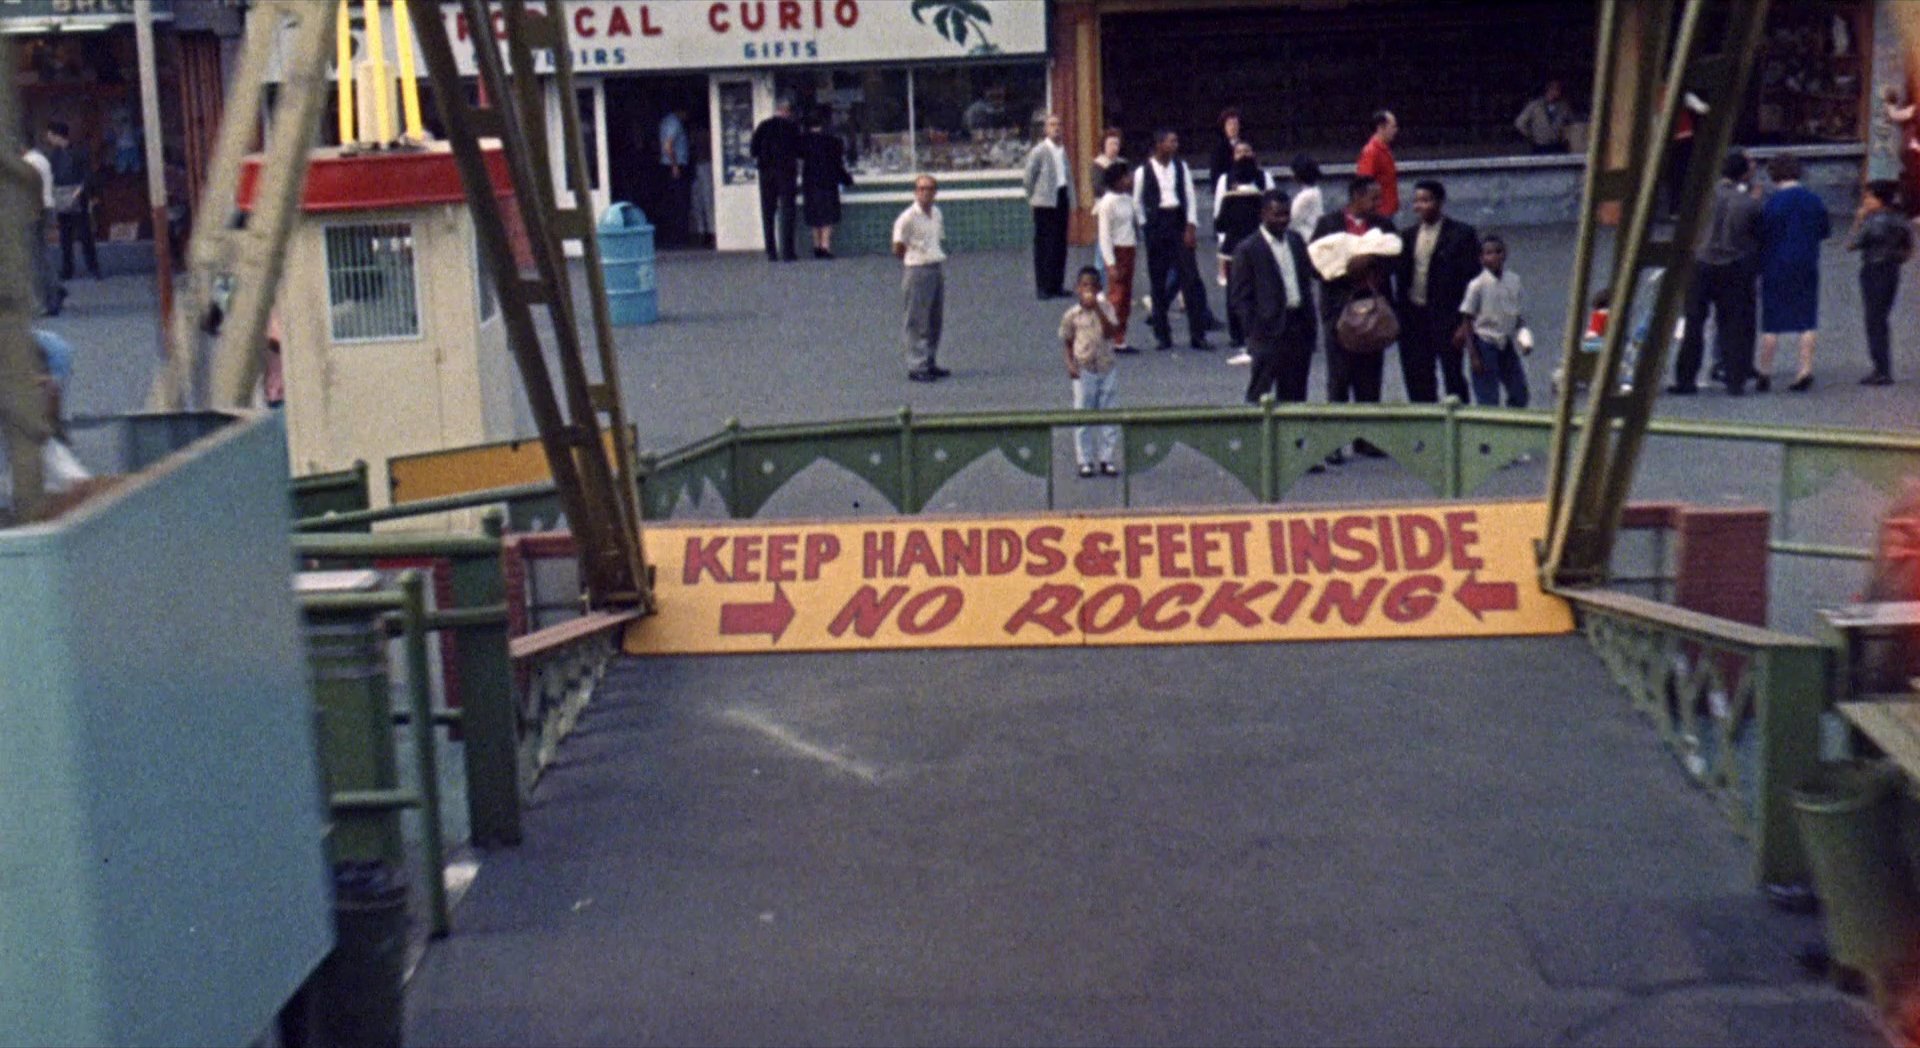 CAL CURIO
GIFTS
KEEP HANDS & FEET INSIDE
NO ROCKING